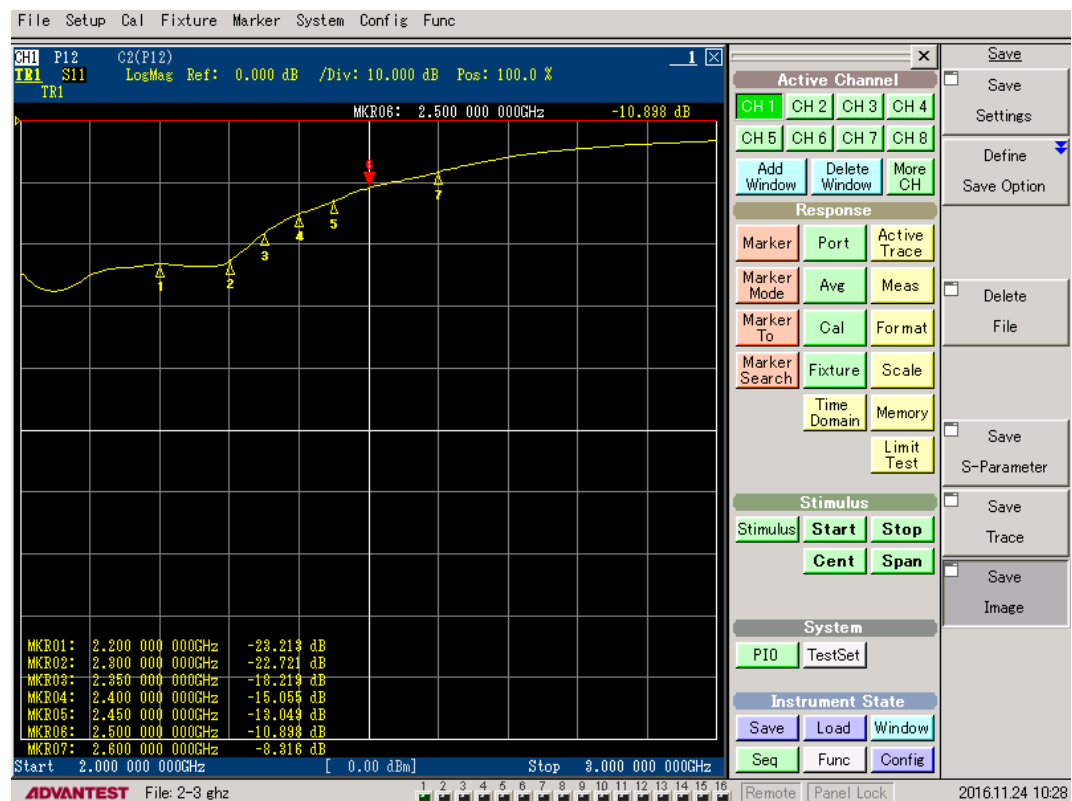 File Setup Cal Fixture Marker System Config Func
CH1 P12 C2(P12) 1
TR1 S11 LogMag Ref: 0.000 dB /Div: 10.000 dB Pos: 100.0 %
TR1
MKR06: 2.500 000 000GHz -10.898 dB
1
2
3
4
5
7
MKR01: 2.200 000 000GHz -23.213 dB
MKR02: 2.300 000 000GHz -22.721 dB
MKR03: 2.350 000 000GHz -18.219 dB
MKR04: 2.400 000 000GHz -15.055 dB
MKR05: 2.450 000 000GHz -13.049 dB
MKR06: 2.500 000 000GHz -10.898 dB
MKR07: 2.600 000 000GHz -8.316 dB
Start 2.000 000 000GHz [ 0.00 dBm] Stop 3.000 000 000GHz
Active Channel
CH 1 CH 2 CH 3 CH 4
CH 5 CH 6 CH 7 CH 8
Add Window
Delete Window
More CH
Response
Marker Port Active Trace
Marker Mode Avg Meas
Marker To Cal Format
Marker Search Fixture Scale
Time Domain Memory
Limit Test
Stimulus
Stimulus Start Stop
Cent Span
System
PIO TestSet
Instrument State
Save Load Window
Seq Func Config
Save
Save Settings
Define Save Option
Delete File
Save S-Parameter
Save Trace
Save Image
ADVANTEST File: 2-3 ghz 1 2 3 4 5 6 7 8 9 10 11 12 13 14 15 16 Remote Panel Lock 2016.11.24 10:28